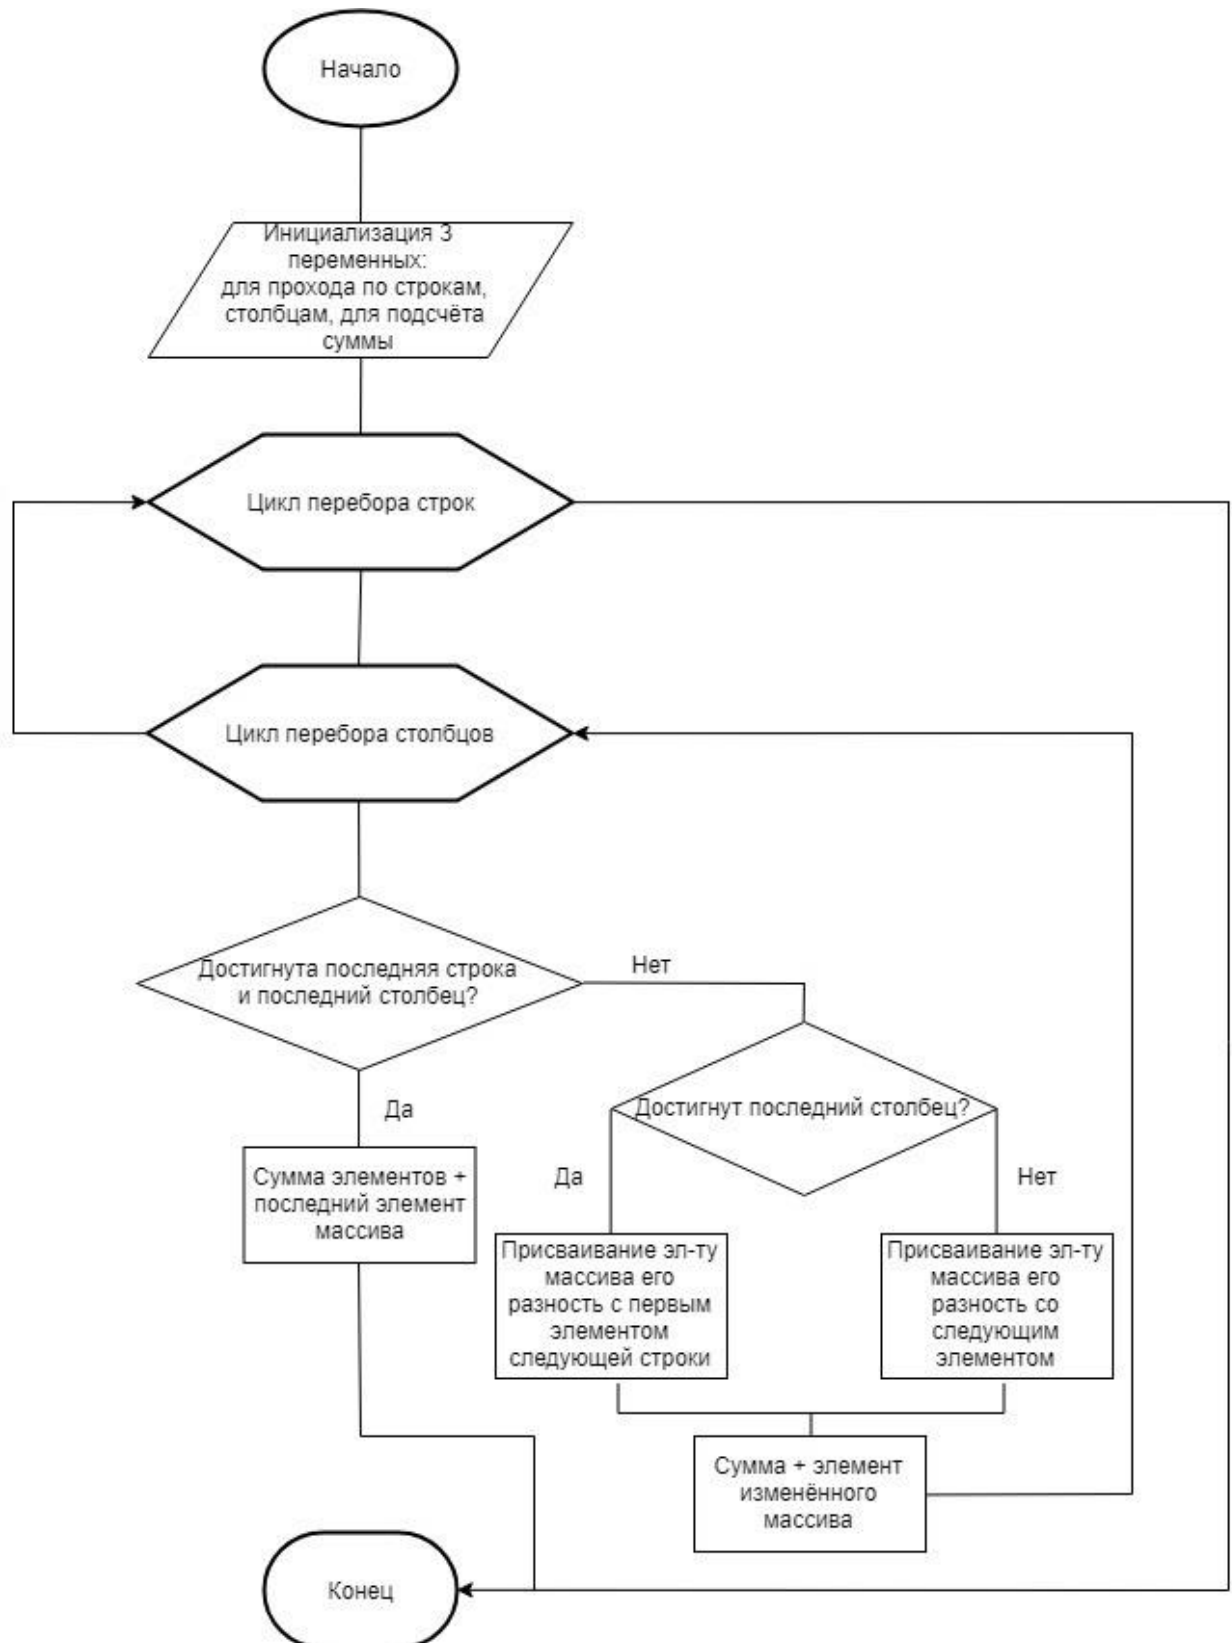 Начало
Инициализация 3
переменных:
для прохода по строкам,
столбцам, для подсчёта
суммы
Цикл перебора строк
Цикл перебора столбцов
Достигнута последняя строка
и последний столбец?
Нет
Да
Достигнут последний столбец?
Да
Нет
Сумма элементов +
последний элемент
массива
Присваивание эл-ту
массива его
разность с первым
элементом
следующей строки
Присваивание эл-ту
массива его
разность со
следующим
элементом
Сумма + элемент
изменённого
массива
Конец